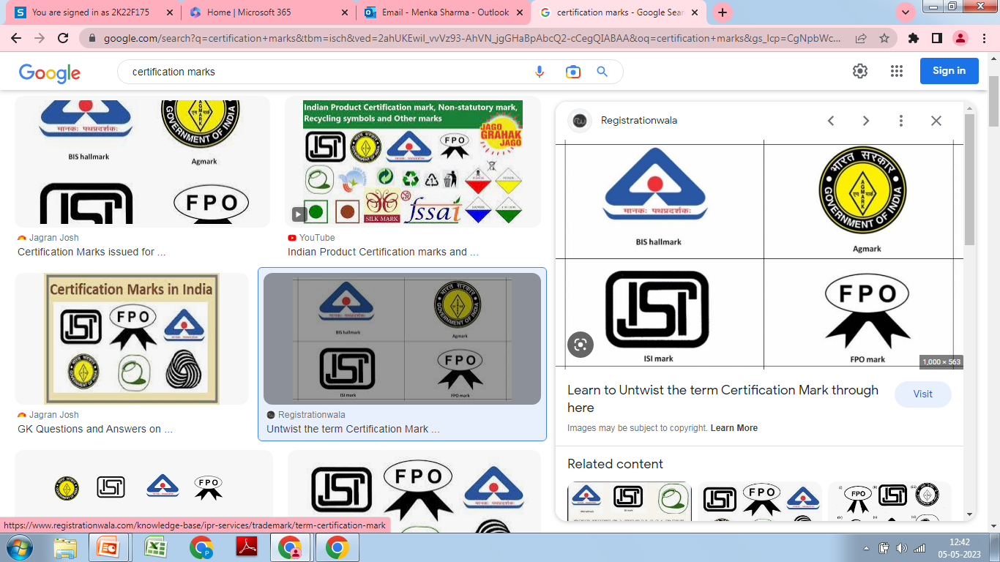 You are signed in as 2K22F175
Home | Microsoft 365
Email - Menka Sharma - Outlook
certification marks - Google Sear
google.com/search?q=certification+marks&tbm=isch&ved=2ahUKEwiI_vvVz93-AhVN_jgGHaBpAbcQ2-cCegQIABAA&oq=certification+marks&gs_lcp=CgNpbWc...
Google
certification marks
Sign in
मानकः पथप्रदर्शकः
BIS hallmark
AGMARK
GOVERNMENT OF INDIA
Agmark
ISI
FPO
Jagran Josh
Certification Marks issued for ...
Indian Product Certification mark, Non-statutory mark,
Recycling symbols and Other marks
JAGO
GRAHAK
JAGO
ISI
FPO
SILK MARK
fssai
YouTube
Indian Product Certification marks and ...
Certification Marks in India
ISI
FPO
Jagran Josh
GK Questions and Answers on ...
BIS hallmark
Agmark
ISI
ISI mark
FPO
FPO mark
Registrationwala
Untwist the term Certification Mark ...
ISI
FPO
ISI
FPO
मानकः पथप्रदर्शकः
Registrationwala
मानकः पथप्रदर्शकः
BIS hallmark
भारत सरकार
AGMARK
एग मार्क
GOVERNMENT OF INDIA
Agmark
ISI
ISI mark
FPO
FPO mark
1,000 × 563
Learn to Untwist the term Certification Mark through
here
Visit
Images may be subject to copyright. Learn More
Related content
ISI
ISI
FPO
FPO
ISI
https://www.registrationwala.com/knowledge-base/ipr-services/trademark/term-certification-mark
12:42
05-05-2023